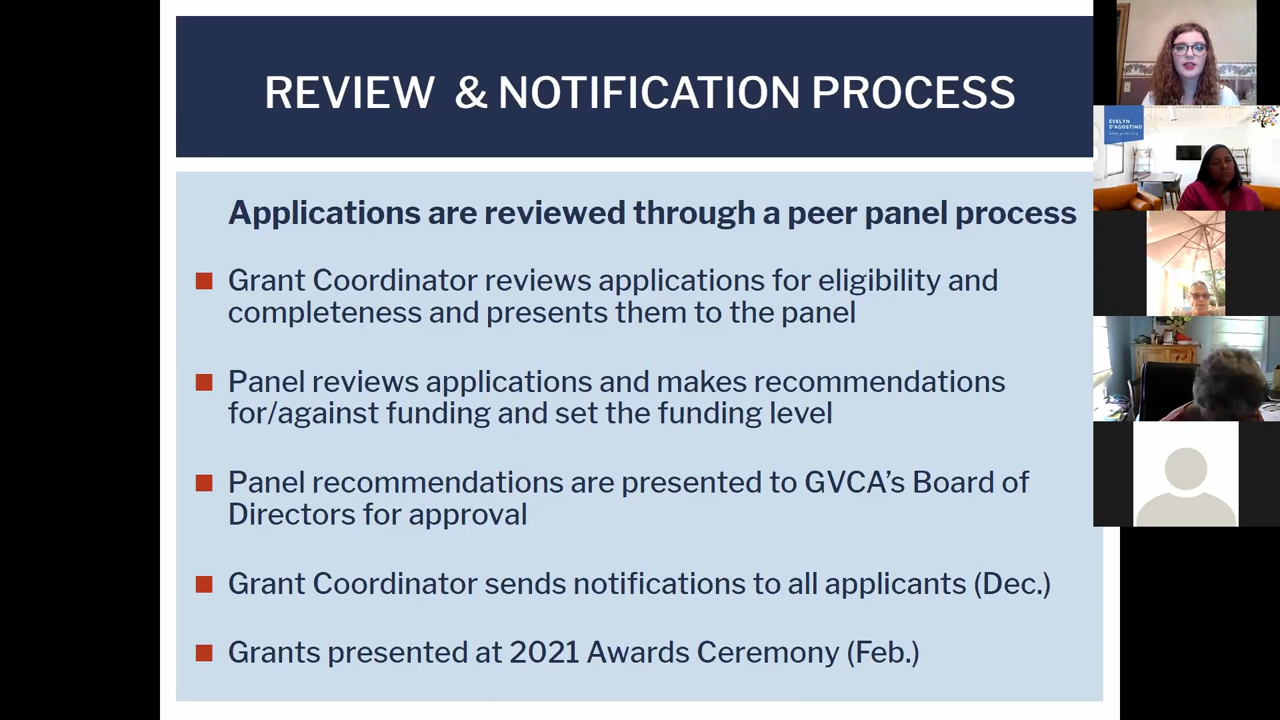 REVIEW & NOTIFICATION PROCESS
Applications are reviewed through a peer panel process
Grant Coordinator reviews applications for eligibility and
completeness and presents them to the panel
Panel reviews applications and makes recommendations
for/against funding and set the funding level
Panel recommendations are presented to GVCA's Board of
Directors for approval
Grant Coordinator sends notifications to all applicants (Dec.)
Grants presented at 2021 Awards Ceremony (Feb.)
EVELYN
D'AGOSTINO